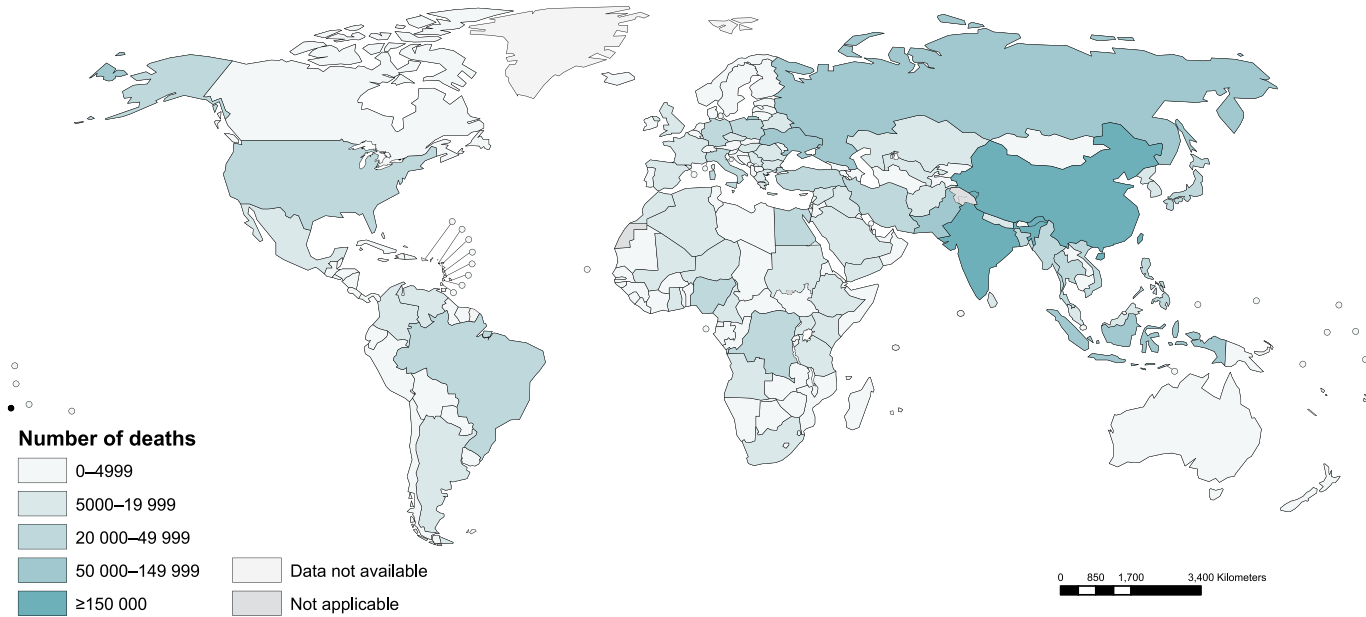 Number of deaths
0–4999
5000–19 999
20 000–49 999
50 000–149 999
≥150 000
Data not available
Not applicable
0 850 1,700 3,400 Kilometers